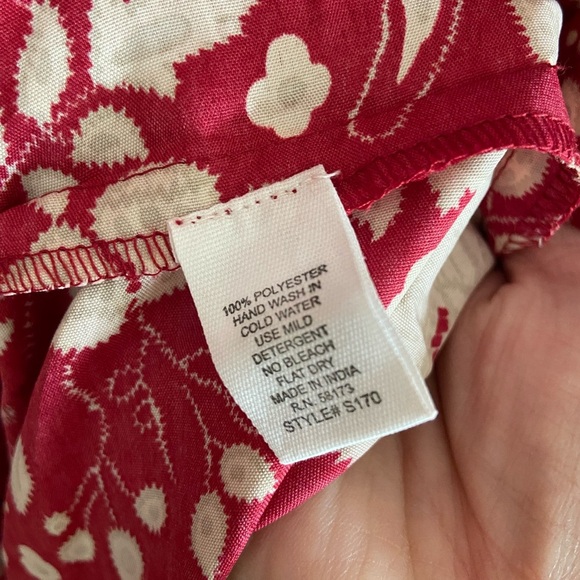 100% POLYESTER
HAND WASH IN
COLD WATER
USE MILD
DETERGENT
NO BLEACH
FLAT DRY
MADE IN INDIA
R.N. 58173
STYLE# S170